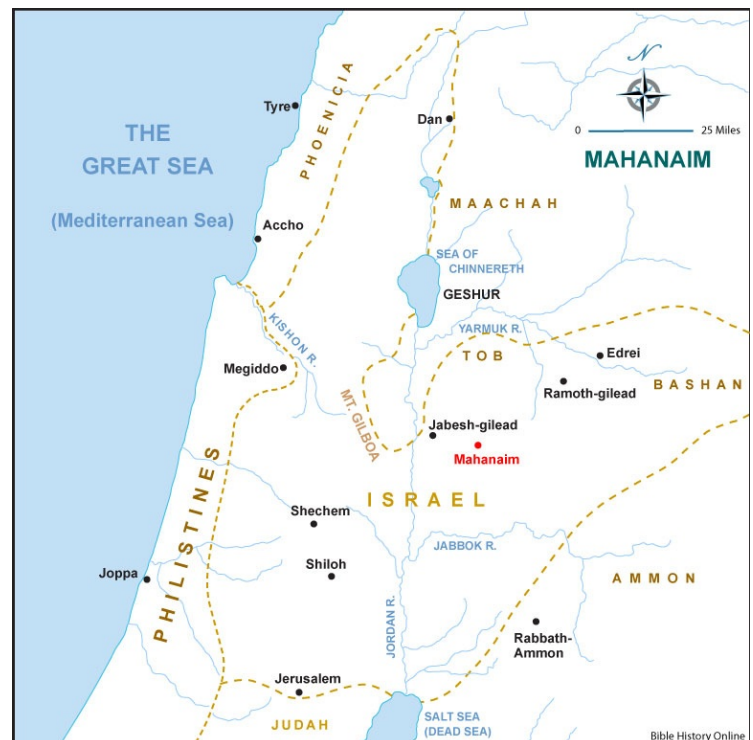 N
0 25 Miles
MAHANAIM
THE
GREAT SEA
(Mediterranean Sea)
Tyre
PHOENICIA
Dan
MAACHAH
Accho
SEA OF
CHINNERETH
GESHUR
KISHON R.
YARMUK R.
TOB
Edrei
Megiddo
Ramoth-gilead
BASHAN
MT. GILBOA
Jabesh-gilead
Mahanaim
PHILISTINES
ISRAEL
Shechem
JABBOK R.
Shiloh
Joppa
AMMON
JORDAN R.
Rabbath-
Ammon
Jerusalem
JUDAH
SALT SEA
(DEAD SEA)
Bible History Online